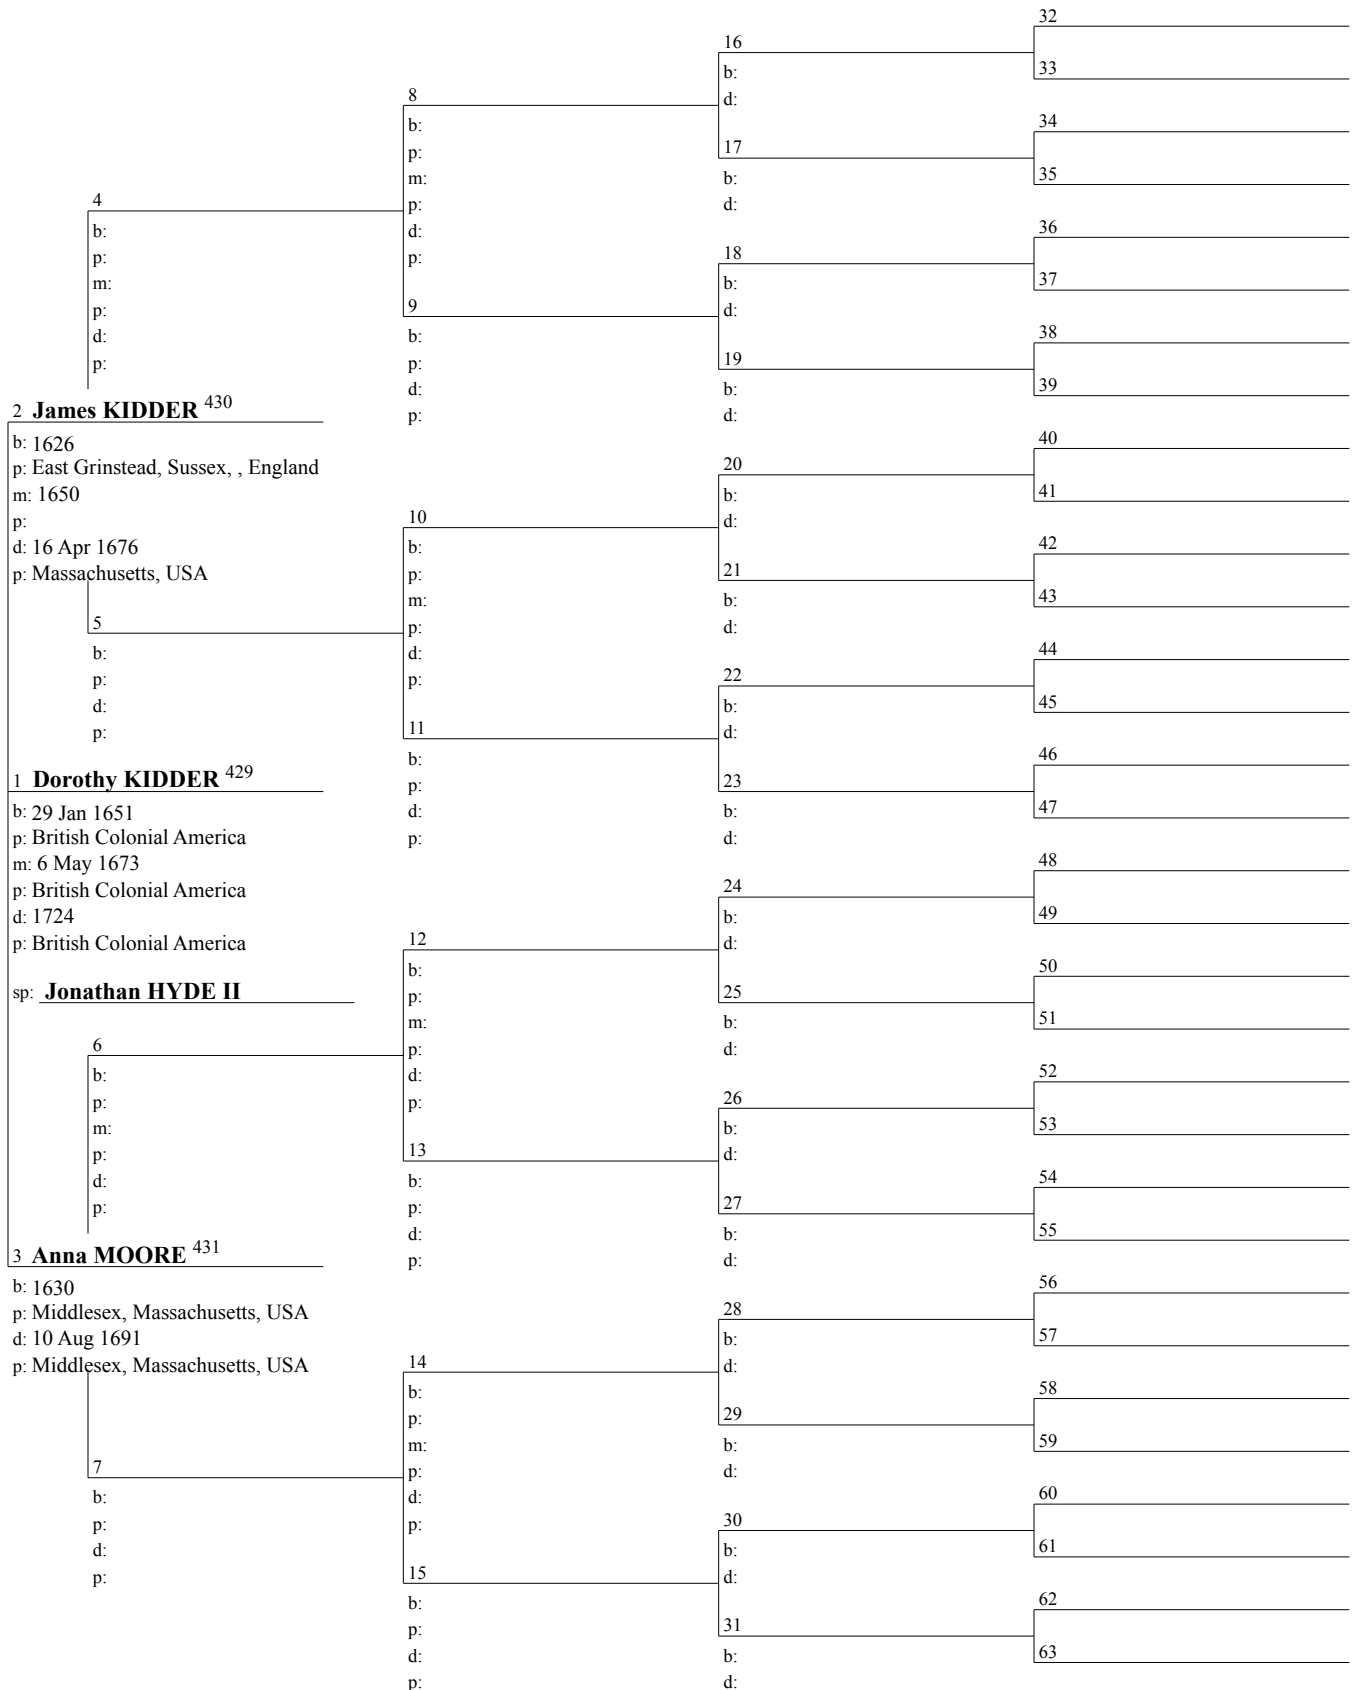 32
16
b:
33
d:
8
b:
34
p:
17
35
m:
b:
4
p:
d:
b:
d:
36
p:
p:
18
37
m:
b:
p:
9
d:
d:
b:
38
p:
p:
19
39
d:
b:
2 James KIDDER 430
p:
d:
b: 1626
40
p: East Grinstead, Sussex, , England
20
41
m: 1650
b:
p:
10
d:
d: 16 Apr 1676
b:
42
p: Massachusetts, USA
p:
21
43
m:
b:
5
p:
d:
b:
d:
44
p:
p:
22
45
d:
b:
p:
11
d:
b:
46
1 Dorothy KIDDER 429
p:
23
47
b: 29 Jan 1651
d:
b:
p: British Colonial America
p:
d:
m: 6 May 1673
48
p: British Colonial America
24
49
d: 1724
b:
p: British Colonial America
12
d:
b:
50
sp: Jonathan HYDE II
p:
25
51
m:
b:
6
p:
d:
b:
d:
52
p:
p:
26
53
m:
b:
p:
13
d:
d:
b:
54
p:
p:
27
55
d:
b:
3 Anna MOORE 431
p:
d:
b: 1630
56
p: Middlesex, Massachusetts, USA
28
57
d: 10 Aug 1691
b:
p: Middlesex, Massachusetts, USA
14
d:
b:
58
p:
29
59
m:
b:
7
p:
d:
b:
d:
60
p:
p:
30
61
d:
b:
p:
15
d:
b:
62
p:
31
63
d:
b:
p:
d: